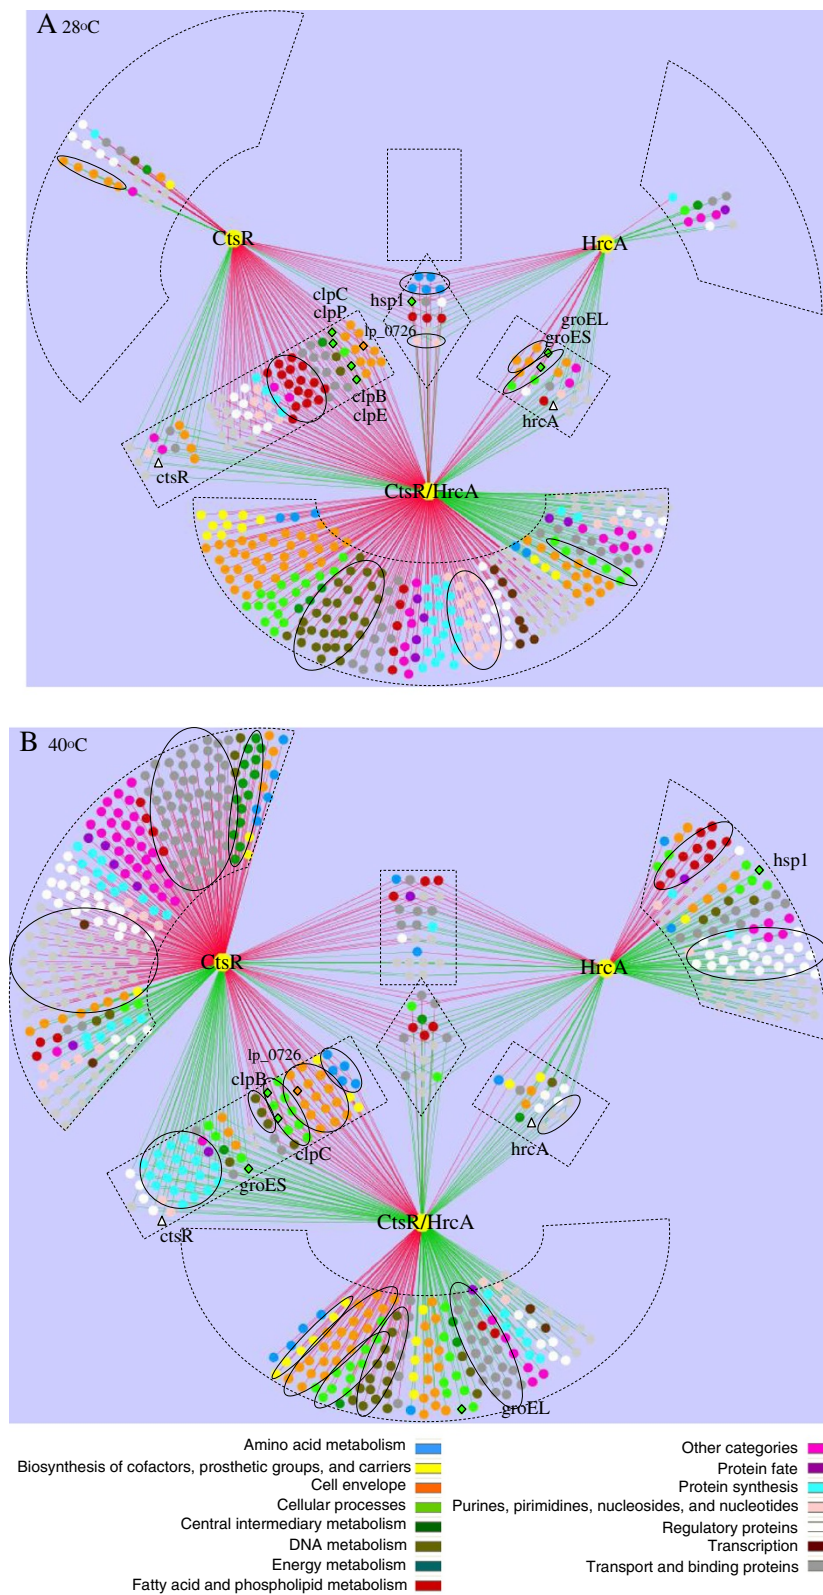 A 28°C
CtsR
HrcA
clpC
clpP
hsp1
lp_0726
groEL
groES
clpB
clpE
hrcA
ctsR
CtsR/HrcA
B 40°C
hsp1
CtsR
HrcA
lp_0726
clpB
clpC
hrcA
groES
ctsR
CtsR/HrcA
groEL
Amino acid metabolism
Biosynthesis of cofactors, prosthetic groups, and carriers
Cell envelope
Cellular processes
Central intermediary metabolism
DNA metabolism
Energy metabolism
Fatty acid and phospholipid metabolism
Other categories
Protein fate
Protein synthesis
Purines, pirimidines, nucleosides, and nucleotides
Regulatory proteins
Transcription
Transport and binding proteins